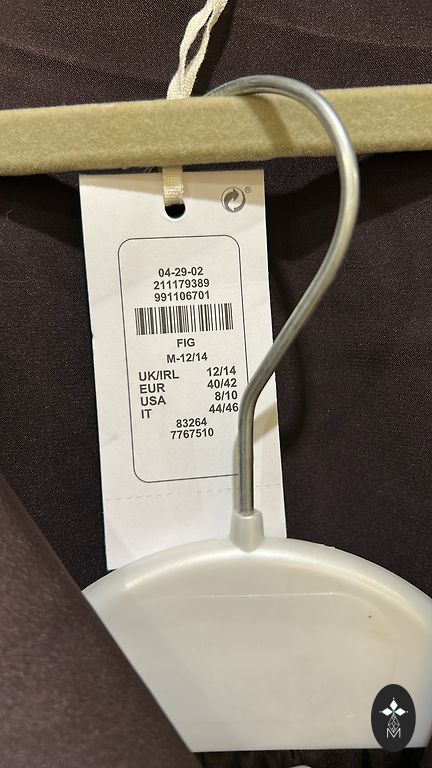 ®
04-29-02
211179389
991106701
FIG
M-12/14
UK/IRL 12/14
EUR 40/42
USA 8/10
IT 44/46
83264
7767510
M